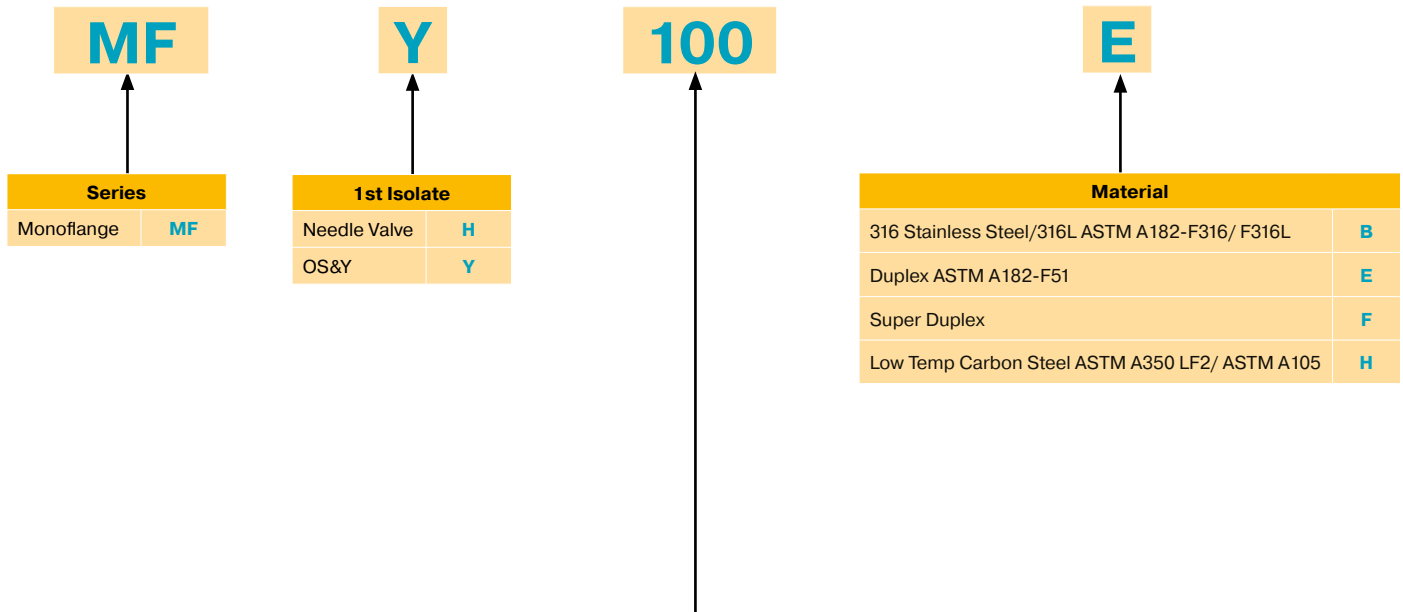 MF Y 100 E
Series
Monoflange MF
1st Isolate
Needle Valve H
OS&Y Y
Material
316 Stainless Steel/316L ASTM A182-F316/ F316L B
Duplex ASTM A182-F51 E
Super Duplex F
Low Temp Carbon Steel ASTM A350 LF2/ ASTM A105 H